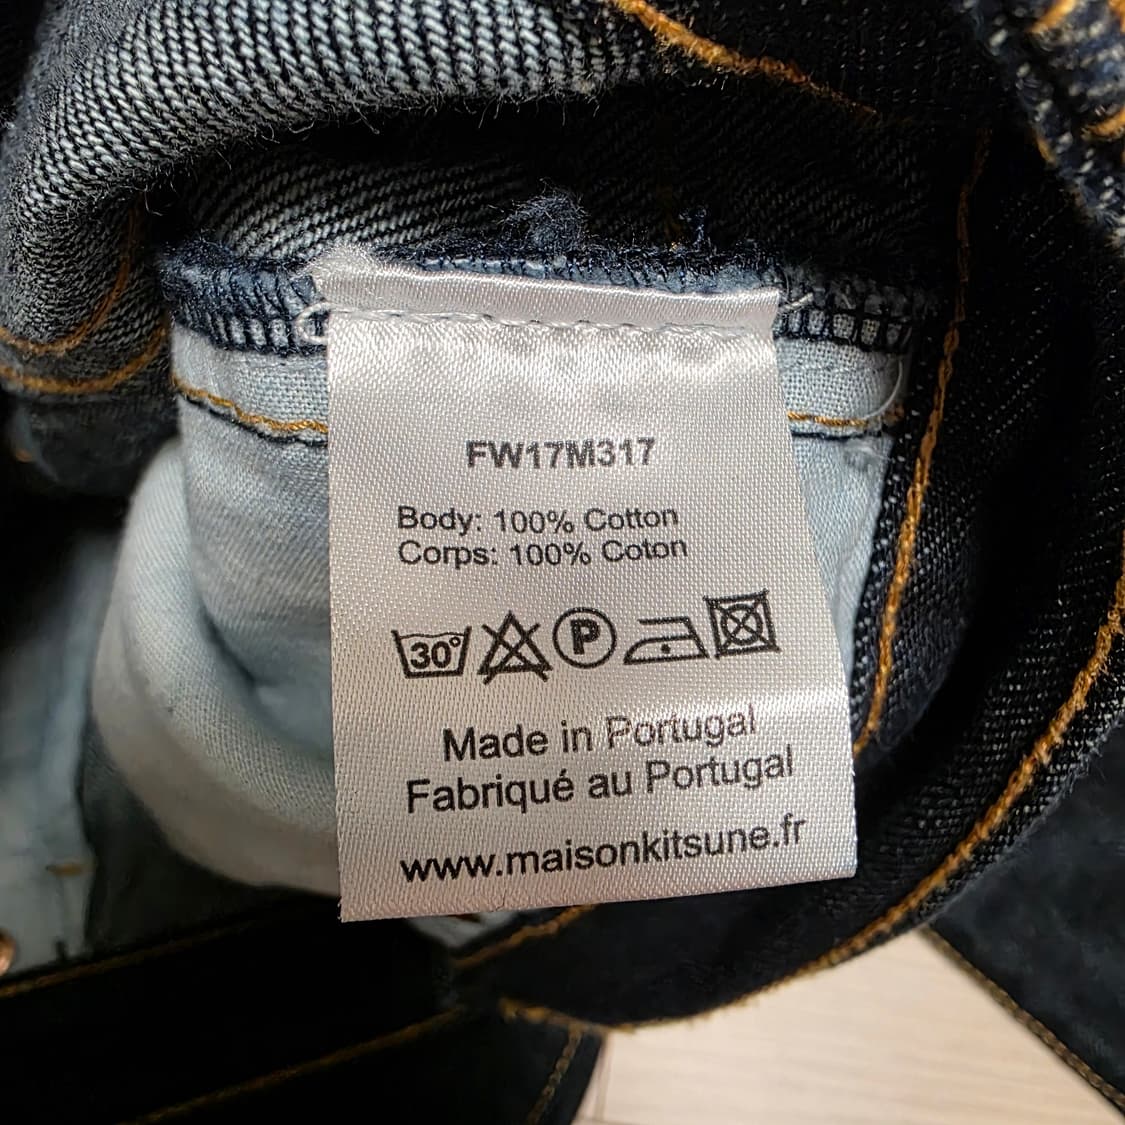 FW17M317
Body: 100% Cotton
Corps: 100% Coton
30° P
Made in Portugal
Fabriqué au Portugal
www.maisonkitsune.fr